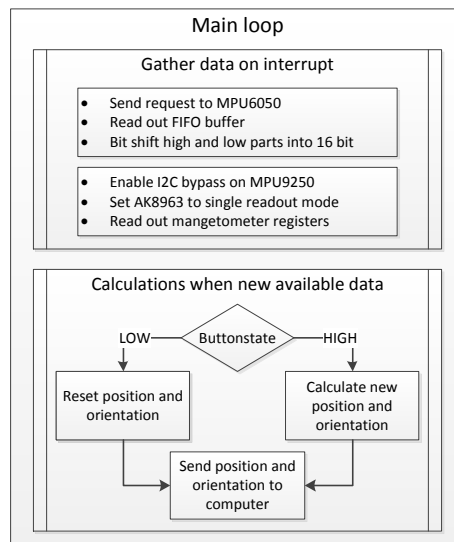 Main loop
Gather data on interrupt
• Send request to MPU6050
• Read out FIFO buffer
• Bit shift high and low parts into 16 bit
• Enable I2C bypass on MPU9250
• Set AK8963 to single readout mode
• Read out mangetometer registers
Calculations when new available data
LOW
Buttonstate
HIGH
Reset position and
orientation
Calculate new
position and
orientation
Send position and
orientation to
computer